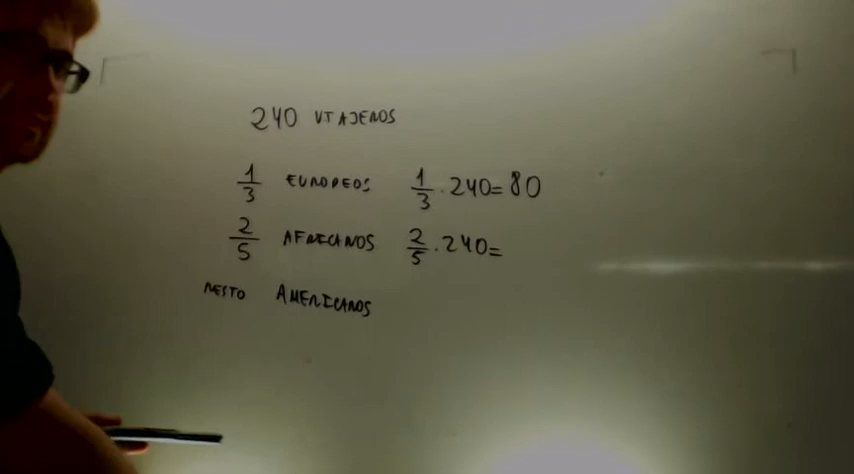 240 VIAJEROS
1/3 EUROPEOS 1/3 · 240 = 80
2/5 AFRICANOS 2/5 · 240 =
RESTO AMERICANOS